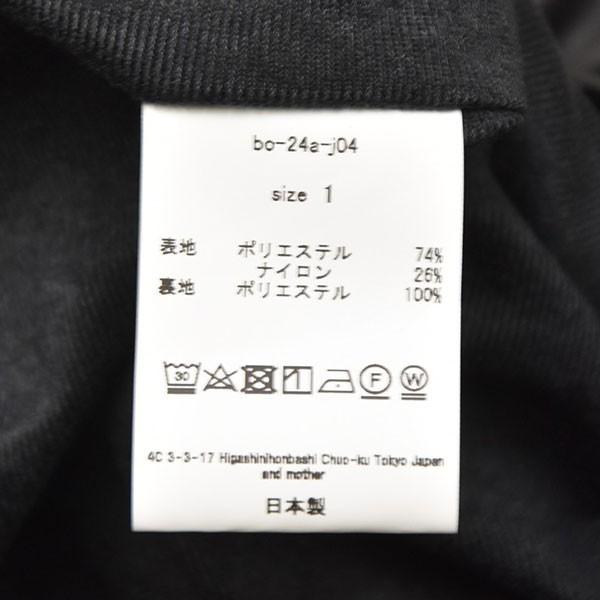 bo-24a-j04
size 1
表地 ポリエステル 74%
ナイロン 26%
裏地 ポリエステル 100%
30 F W
4C 3-3-17 Higashinihonbashi Chuo-ku Tokyo Japan
and mother
日本製